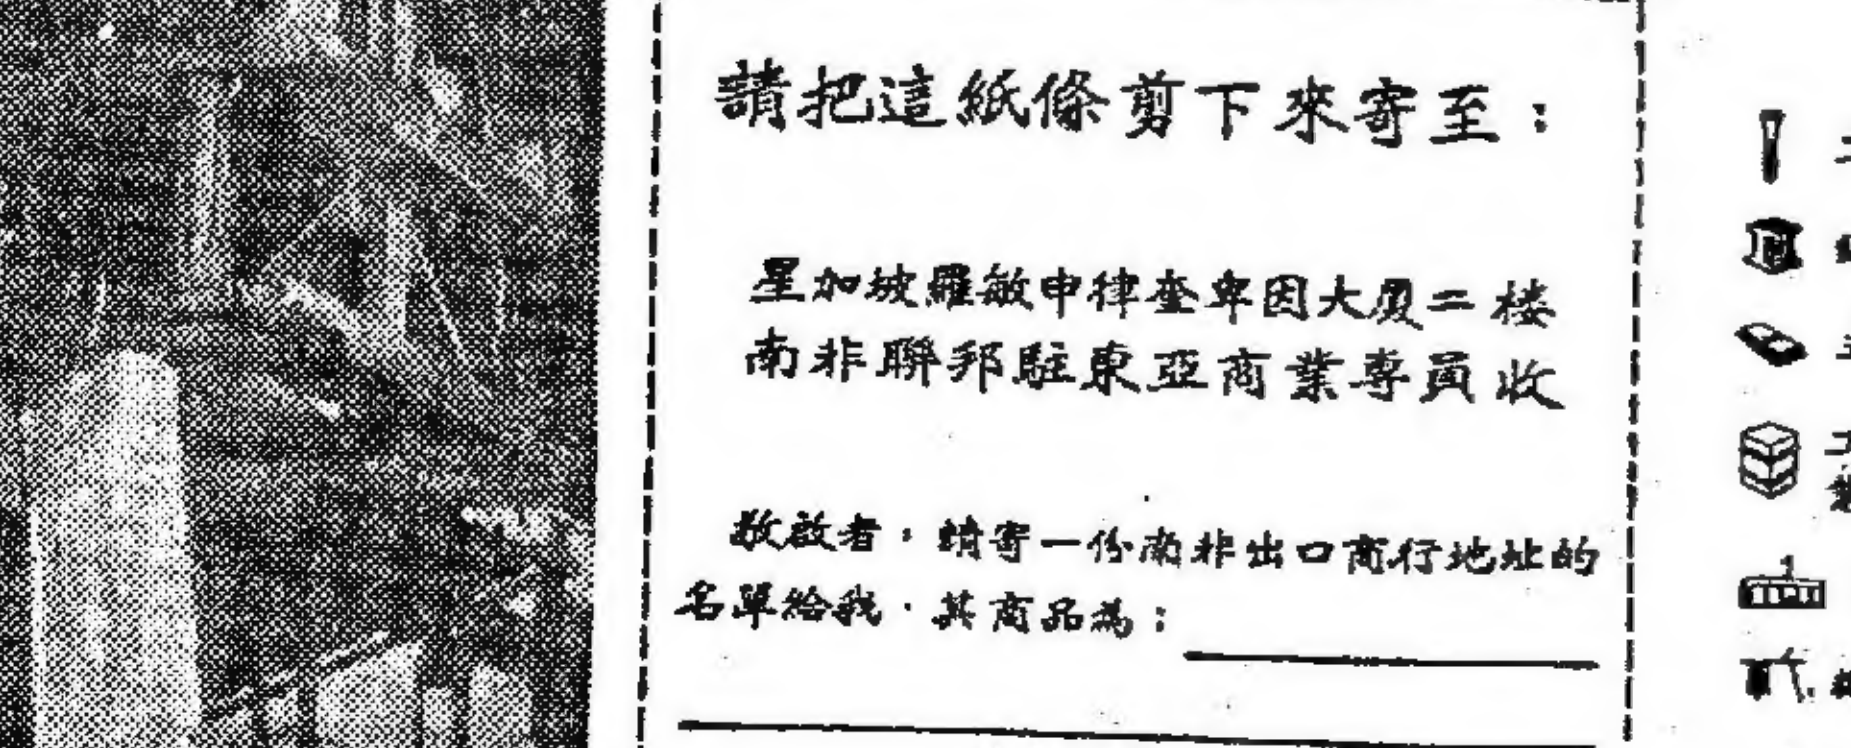 請把這紙條剪下來寄至：
星加坡羅敏申律奎卑因大厦二楼
南非聯邦駐東亞商業專員收
敬啟者，請寄一份南非出口商行地址的
名單給我．其商品為：